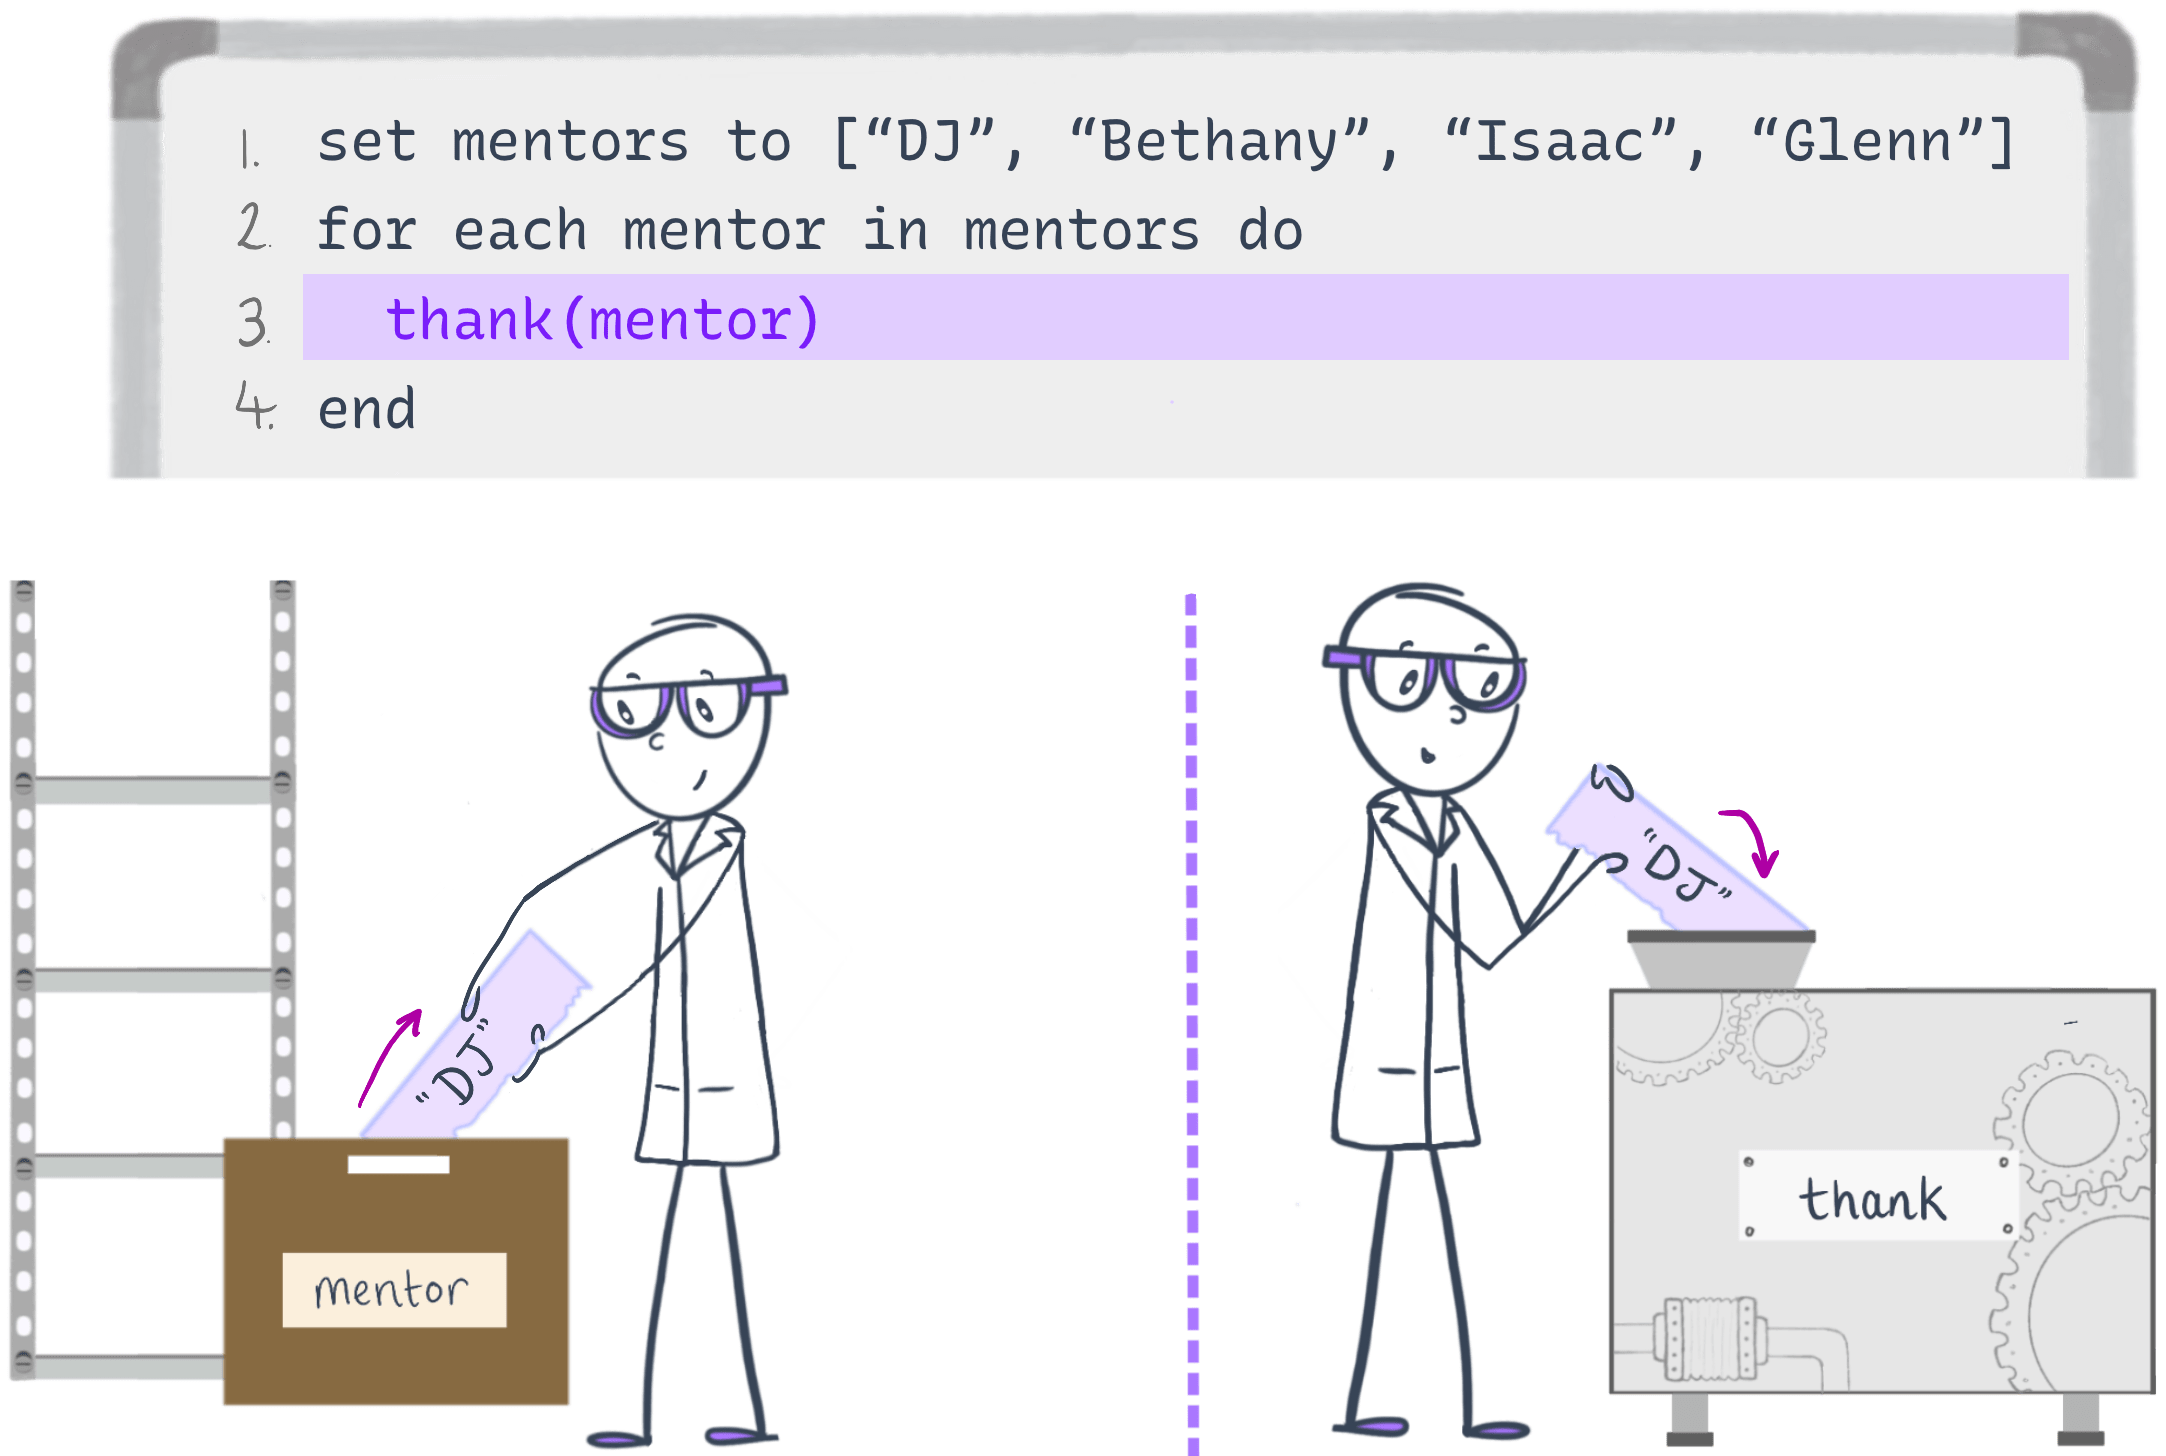 1. set mentors to [“DJ”, “Bethany”, “Isaac”, “Glenn”]
2. for each mentor in mentors do
3. thank(mentor)
4. end
“DJ”
mentor
“DJ”
thank